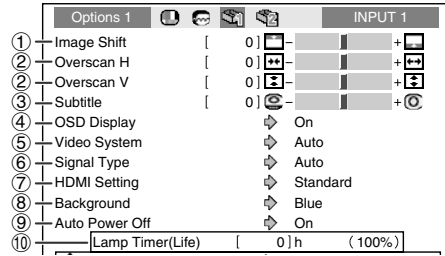 Options 1 INPUT 1
① Image Shift [ 0] - +
② Overscan H [ 0] - +
② Overscan V [ 0] - +
③ Subtitle [ 0] - +
④ OSD Display On
⑤ Video System Auto
⑥ Signal Type Auto
⑦ HDMI Setting Standard
⑧ Background Blue
⑨ Auto Power Off On
⑩ Lamp Timer(Life) [ 0] h (100%)